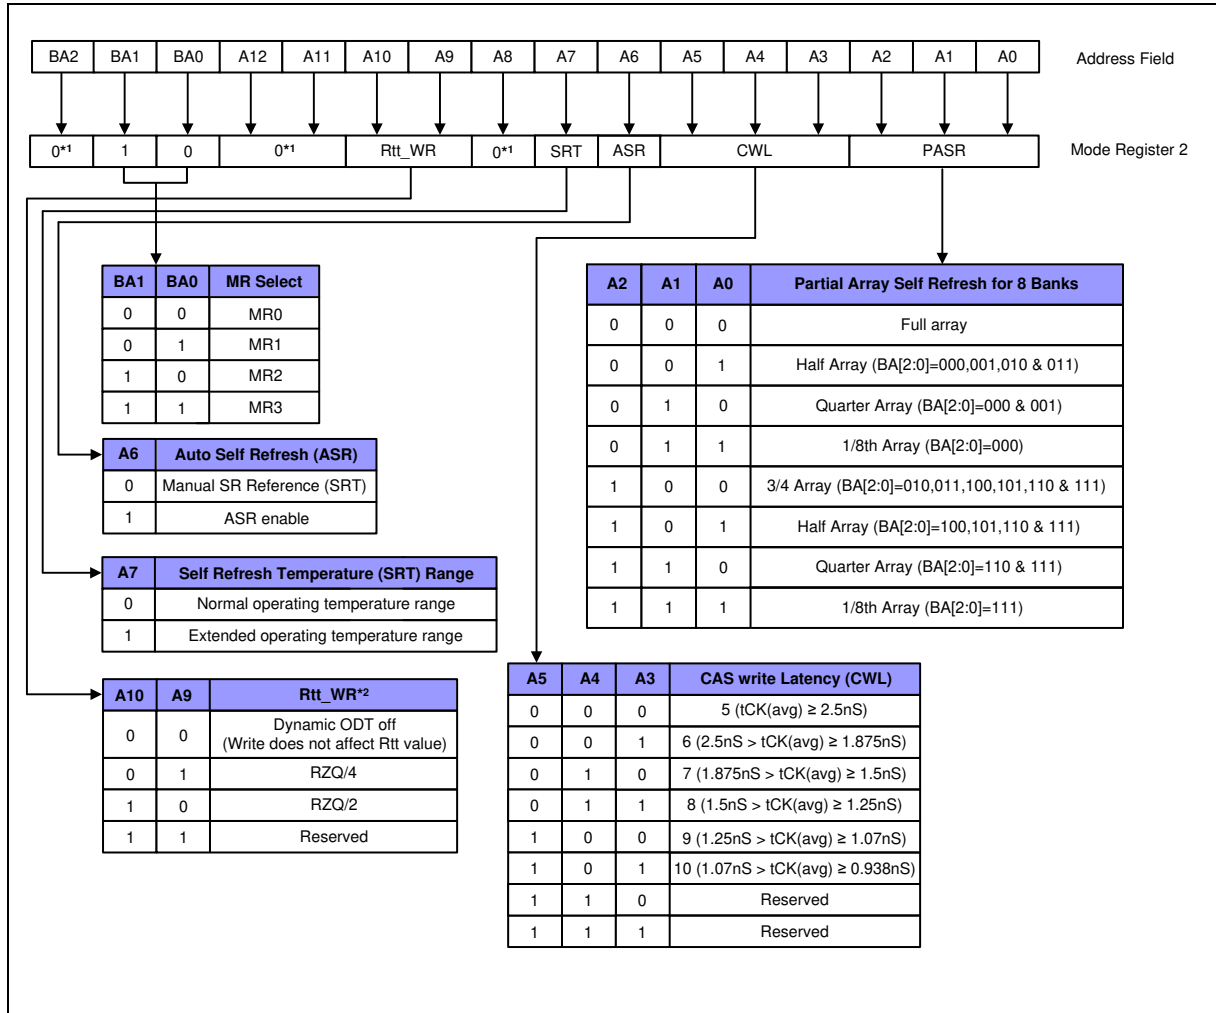 BA2 BA1 BA0 A12 A11 A10 A9 A8 A7 A6 A5 A4 A3 A2 A1 A0 Address Field
0*1 1 0 0*1 Rtt_WR 0*1 SRT ASR CWL PASR Mode Register 2
BA1 BA0 MR Select
0 0 MR0
0 1 MR1
1 0 MR2
1 1 MR3
A6 Auto Self Refresh (ASR)
0 Manual SR Reference (SRT)
1 ASR enable
A7 Self Refresh Temperature (SRT) Range
0 Normal operating temperature range
1 Extended operating temperature range
A10 A9 Rtt_WR*2
0 0 Dynamic ODT off
(Write does not affect Rtt value)
0 1 RZQ/4
1 0 RZQ/2
1 1 Reserved
A2 A1 A0 Partial Array Self Refresh for 8 Banks
0 0 0 Full array
0 0 1 Half Array (BA[2:0]=000,001,010 & 011)
0 1 0 Quarter Array (BA[2:0]=000 & 001)
0 1 1 1/8th Array (BA[2:0]=000)
1 0 0 3/4 Array (BA[2:0]=010,011,100,101,110 & 111)
1 0 1 Half Array (BA[2:0]=100,101,110 & 111)
1 1 0 Quarter Array (BA[2:0]=110 & 111)
1 1 1 1/8th Array (BA[2:0]=111)
A5 A4 A3 CAS write Latency (CWL)
0 0 0 5 (tCK(avg) ≥ 2.5nS)
0 0 1 6 (2.5nS > tCK(avg) ≥ 1.875nS)
0 1 0 7 (1.875nS > tCK(avg) ≥ 1.5nS)
0 1 1 8 (1.5nS > tCK(avg) ≥ 1.25nS)
1 0 0 9 (1.25nS > tCK(avg) ≥ 1.07nS)
1 0 1 10 (1.07nS > tCK(avg) ≥ 0.938nS)
1 1 0 Reserved
1 1 1 Reserved